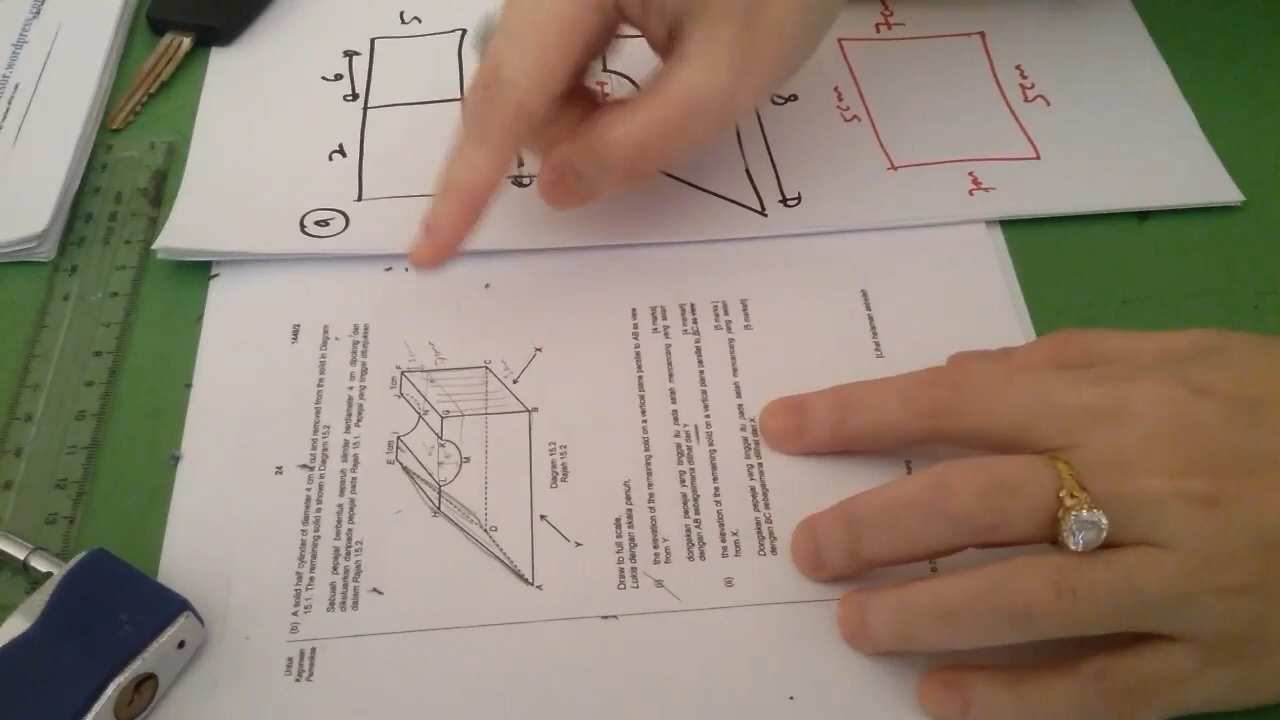 sor.wordpress.com
5
6
2
(a)
8
7cm
5cm
5cm
7cm
Untuk
Kegunaan
Pemeriksa
24
1449/2
(b) A solid half cylinder of diameter 4 cm is cut and removed from the solid in Diagram
15.1. The remaining solid is shown in Diagram 15.2.
Sebuah pepejal berbentuk separuh silinder berdiameter 4 cm dipotong dan
dikeluarkan daripada pepejal pada Rajah 15.1. Pepejal yang tinggal ditunjukkan
dalam Rajah 15.2.
E 1cm
1cm F
H
L
K
G
N
M
D
C
A
B
X
Y
Diagram 15.2
Rajah 15.2
Draw to full scale,
Lukis dengan skala penuh,
(i) the elevation of the remaining solid on a vertical plane parallel to AB as view
from Y.
[4 marks]
dongakan pepejal yang tinggal itu pada satah mencancang yang selari
dengan AB sebagaimana dilihat dari Y.
[4 markah]
(ii) the elevation of the remaining solid on a vertical plane parallel to BC as view
from X.
[5 marks]
Dongakan pepejal yang tinggal itu pada satah mencancang yang selari
dengan BC sebagaimana dilihat dari X.
[5 markah]
[Lihat halaman sebelah